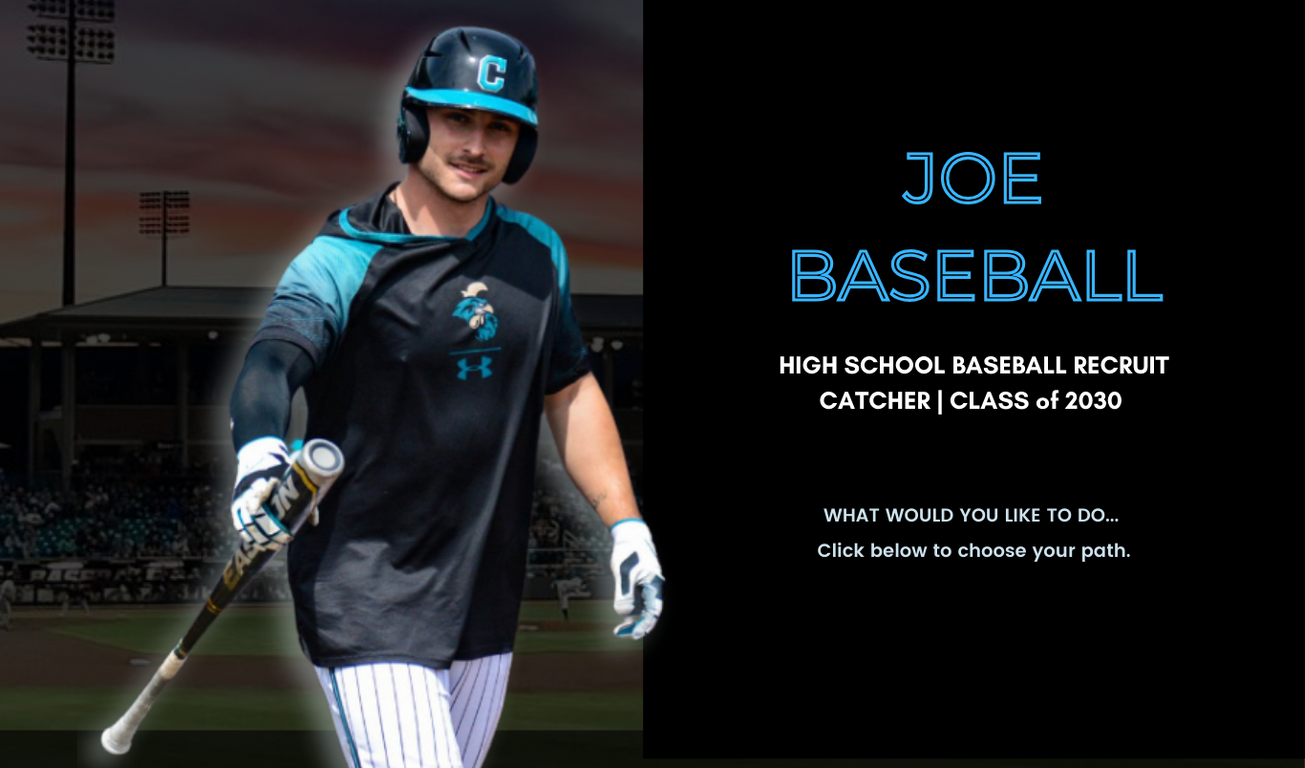 C
JOE
BASEBALL
HIGH SCHOOL BASEBALL RECRUIT
CATCHER | CLASS of 2030
WHAT WOULD YOU LIKE TO DO...
Click below to choose your path.